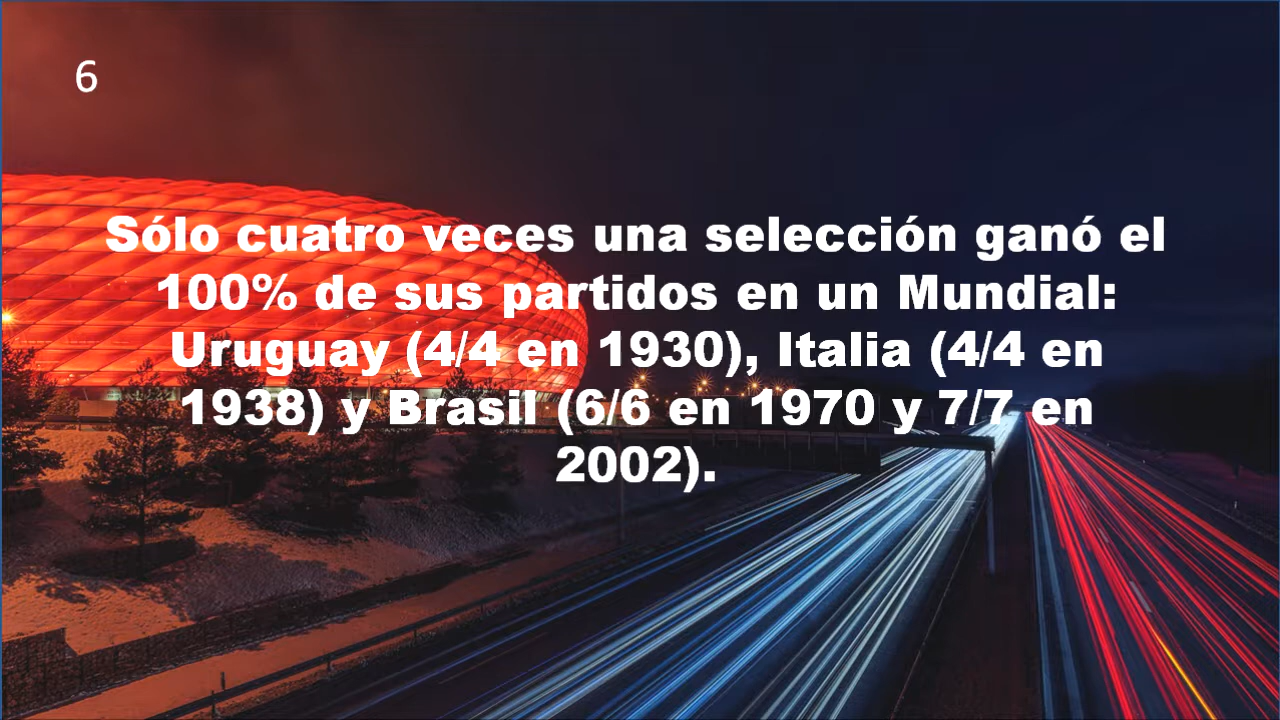 6
Sólo cuatro veces una selección ganó el
100% de sus partidos en un Mundial:
Uruguay (4/4 en 1930), Italia (4/4 en
1938) y Brasil (6/6 en 1970 y 7/7 en
2002).